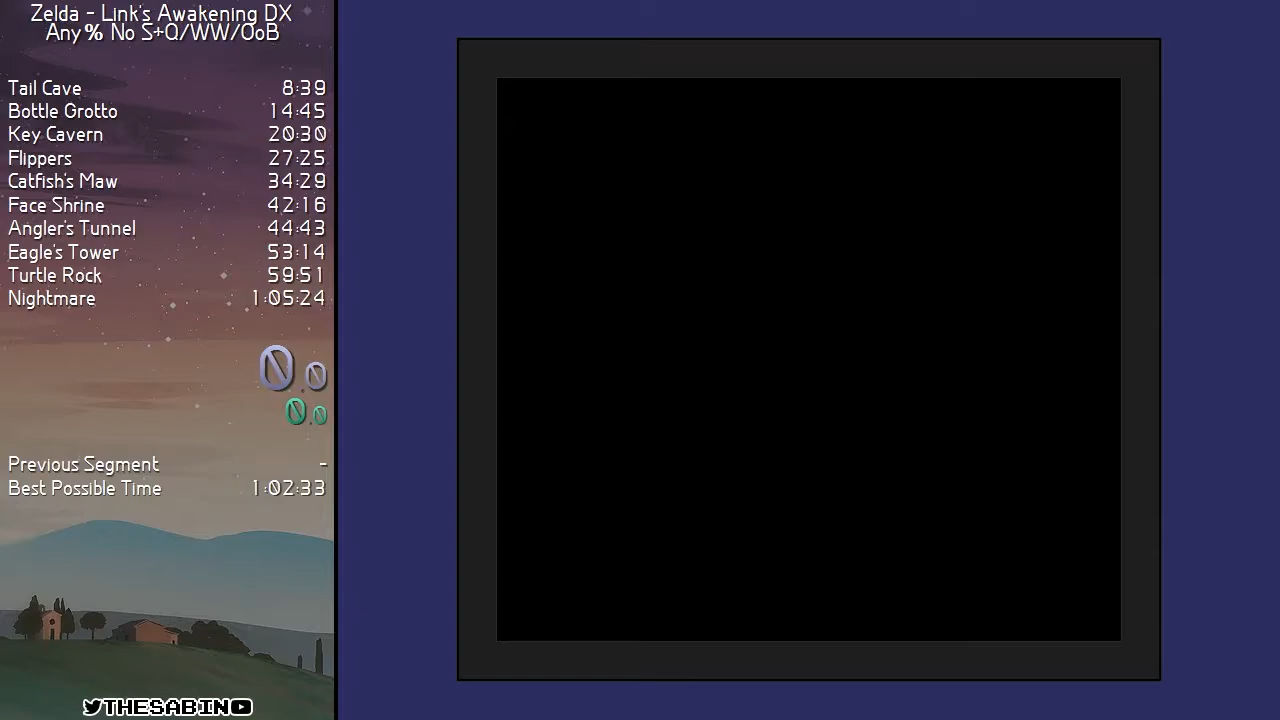 Zelda - Link's Awakening DX
Any% No S+Q/WW/OoB
Tail Cave 8:39
Bottle Grotto 14:45
Key Cavern 20:30
Flippers 27:25
Catfish's Maw 34:29
Face Shrine 42:16
Angler's Tunnel 44:43
Eagle's Tower 53:14
Turtle Rock 59:51
Nightmare 1:05:24
0.0
0.0
Previous Segment -
Best Possible Time 1:02:33
THESABIN